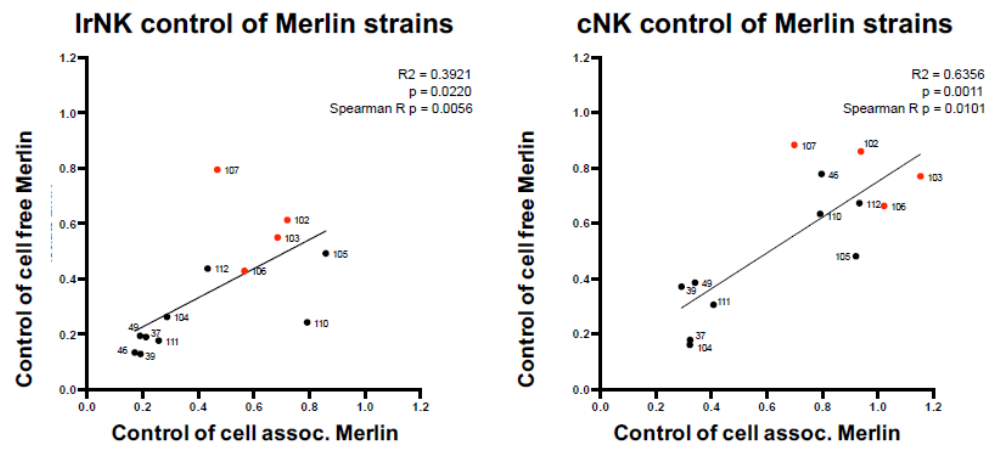 lrNK control of Merlin strains
R2 = 0.3921
p = 0.0220
Spearman R p = 0.0056
Control of cell free Merlin
1.2
1.0
0.8
0.6
0.4
0.2
0.0
107
102
103
105
112
106
104
110
49
37
111
46
39
0.0 0.2 0.4 0.6 0.8 1.0 1.2
Control of cell assoc. Merlin
cNK control of Merlin strains
R2 = 0.6356
p = 0.0011
Spearman R p = 0.0101
Control of cell free Merlin
1.2
1.0
0.8
0.6
0.4
0.2
0.0
107
102
46
103
112
106
110
105
49
39
111
37
104
0.0 0.2 0.4 0.6 0.8 1.0 1.2
Control of cell assoc. Merlin